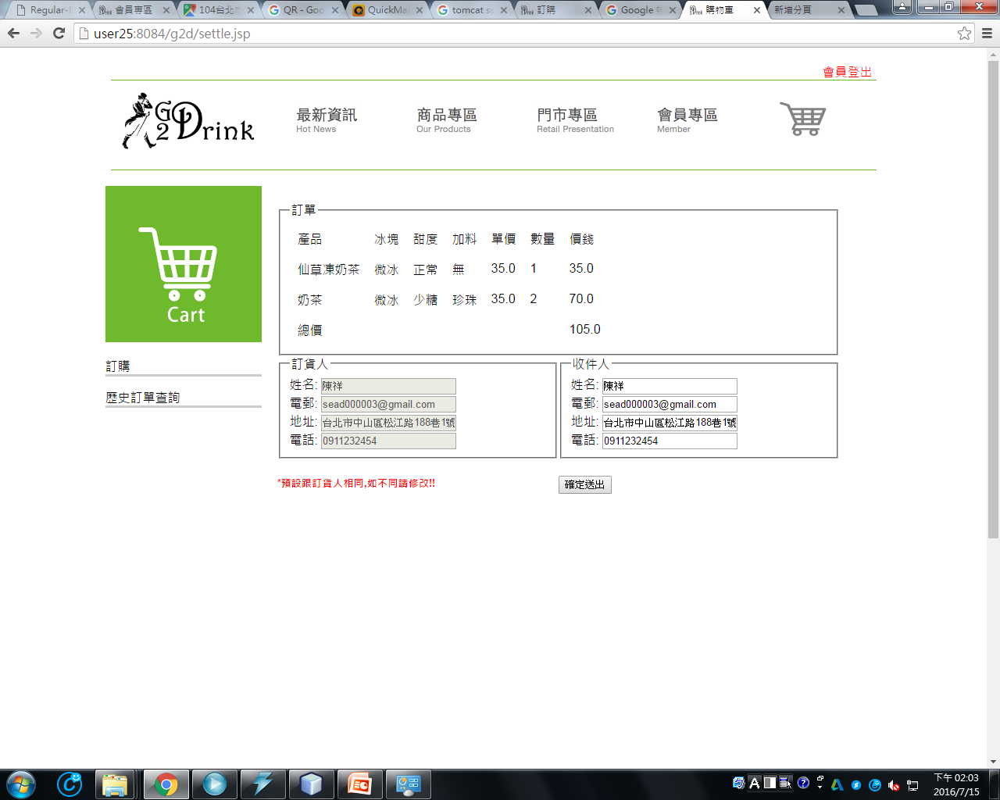 Regular-
會員專區
104台北市
QR - Goo
QuickMa
tomcat s
訂購
Google
購物車
新增分頁
user25:8084/g2d/settle.jsp
會員登出
G2Drink
最新資訊
商品專區
門市專區
會員專區
Hot News
Our Products
Retail Presentation
Member
Cart
訂購
歷史訂單查詢
訂單
產品 冰塊 甜度 加料 單價 數量 價錢
仙草凍奶茶 微冰 正常 無 35.0 1 35.0
奶茶 微冰 少糖 珍珠 35.0 2 70.0
總價 105.0
訂貨人
姓名: 陳祥
電郵: sead000003@gmail.com
地址: 台北市中山區松江路188巷1號
電話: 0911232454
收件人
姓名: 陳祥
電郵: sead000003@gmail.com
地址: 台北市中山區松江路188巷1號
電話: 0911232454
*預設跟訂貨人相同,如不同請修改!!
確定送出
下午 02:03
2016/7/15